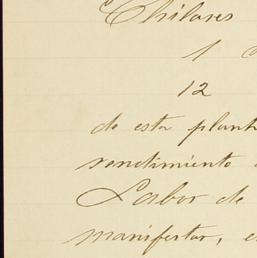 Chilares
1
12
de esta plant
rendimiento
Labor de
manifestar, e